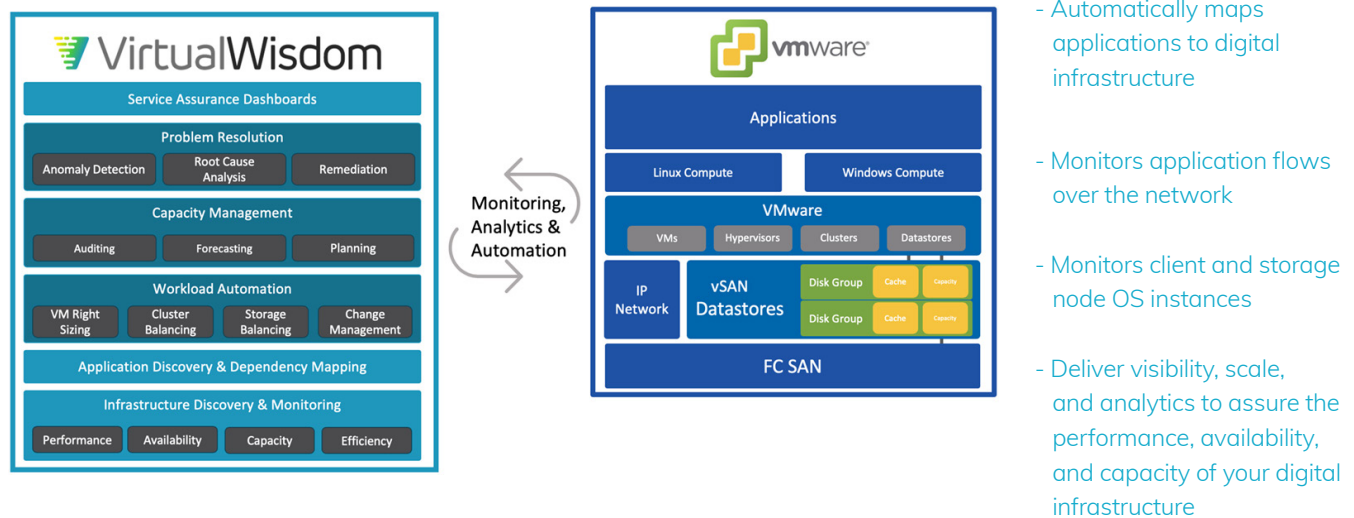 VirtualWisdom
Service Assurance Dashboards
Problem Resolution
Anomaly Detection
Root Cause
Analysis
Remediation
Capacity Management
Auditing
Forecasting
Planning
Workload Automation
VM Right
Sizing
Cluster
Balancing
Storage
Balancing
Change
Management
Application Discovery & Dependency Mapping
Infrastructure Discovery & Monitoring
Performance
Availability
Capacity
Efficiency
Monitoring,
Analytics &
Automation
vmware®
Applications
Linux Compute
Windows Compute
VMware
VMs
Hypervisors
Clusters
Datastores
IP
Network
vSAN
Datastores
Disk Group
Cache
Capacity
Disk Group
Cache
Capacity
FC SAN
- Automatically maps
applications to digital
infrastructure
- Monitors application flows
over the network
- Monitors client and storage
node OS instances
- Deliver visibility, scale,
and analytics to assure the
performance, availability,
and capacity of your digital
infrastructure